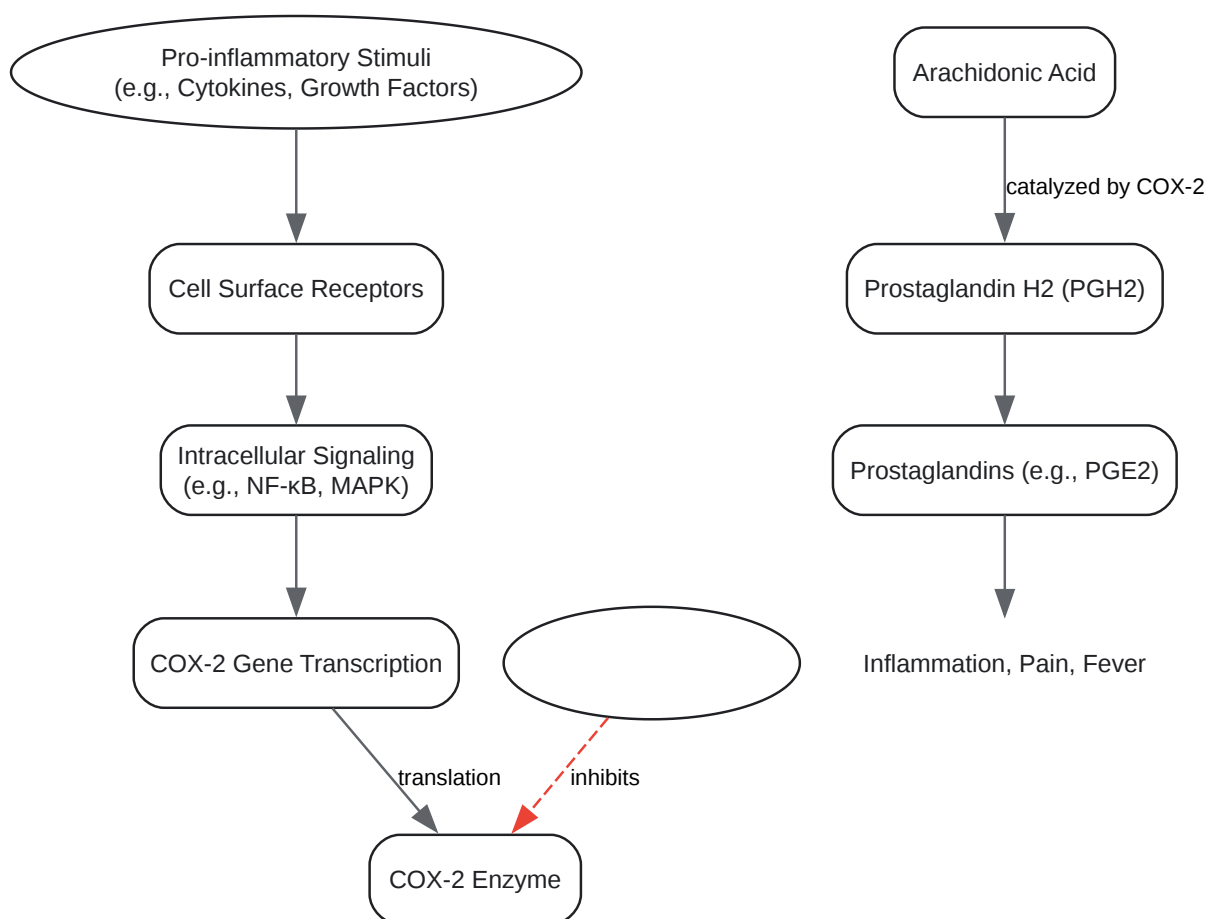 Pro-inflammatory Stimuli
(e.g., Cytokines, Growth Factors)
Cell Surface Receptors
Intracellular Signaling
(e.g., NF-κB, MAPK)
COX-2 Gene Transcription
translation
inhibits
COX-2 Enzyme
Arachidonic Acid
catalyzed by COX-2
Prostaglandin H2 (PGH2)
Prostaglandins (e.g., PGE2)
Inflammation, Pain, Fever